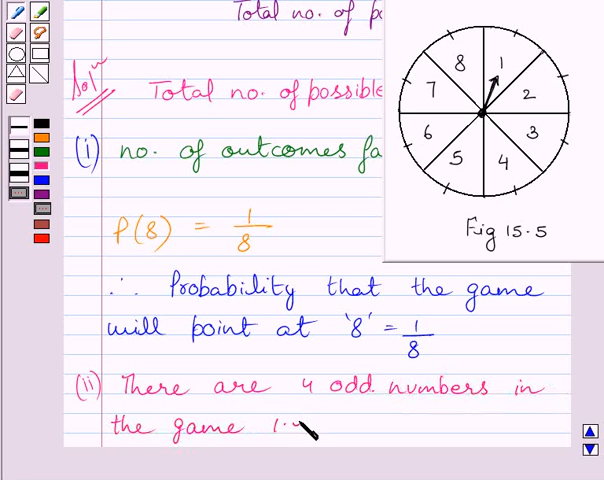 Total no. of p
Solⁿ
Total no. of possible
(i) no. of outcomes fa
P(8) = 1/8
∴ Probability that the game
will point at '8' = 1/8
(ii) There are 4 odd numbers in
the game 1.
8 1
7 2
6 3
5 4
Fig 15.5